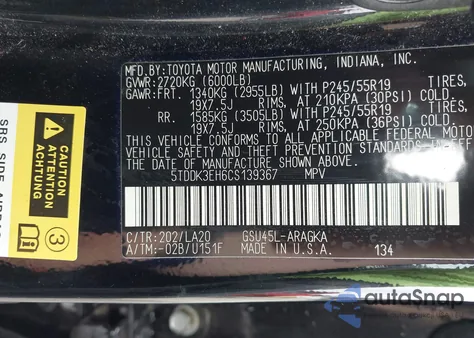 MFD.BY:TOYOTA MOTOR MANUFACTURING, INDIANA, INC.
GVWR:2720KG (6000LB)
GAWR:FRT. 1340KG (2955LB) WITH P245/55R19 TIRES,
19X7.5J RIMS, AT 210KPA (30PSI) COLD
RR. 1585KG (3505LB) WITH P245/55R19 TIRES,
19X7.5J RIMS, AT 250KPA (36PSI) COLD
THIS VEHICLE CONFORMS TO ALL APPLICABLE FEDERAL MOTOR
VEHICLE SAFETY AND THEFT PREVENTION STANDARDS IN
EFFECT ON THE DATE OF MANUFACTURE SHOWN ABOVE.
5TDDK3EH6CS139367 MPV
C/TR:202/LA20 GSU45L-ARAGKA
A/TM:-02B/U151F MADE IN U.S.A. 134
CAUTION
3
SRS SIDE AIRBAG
autoSnap